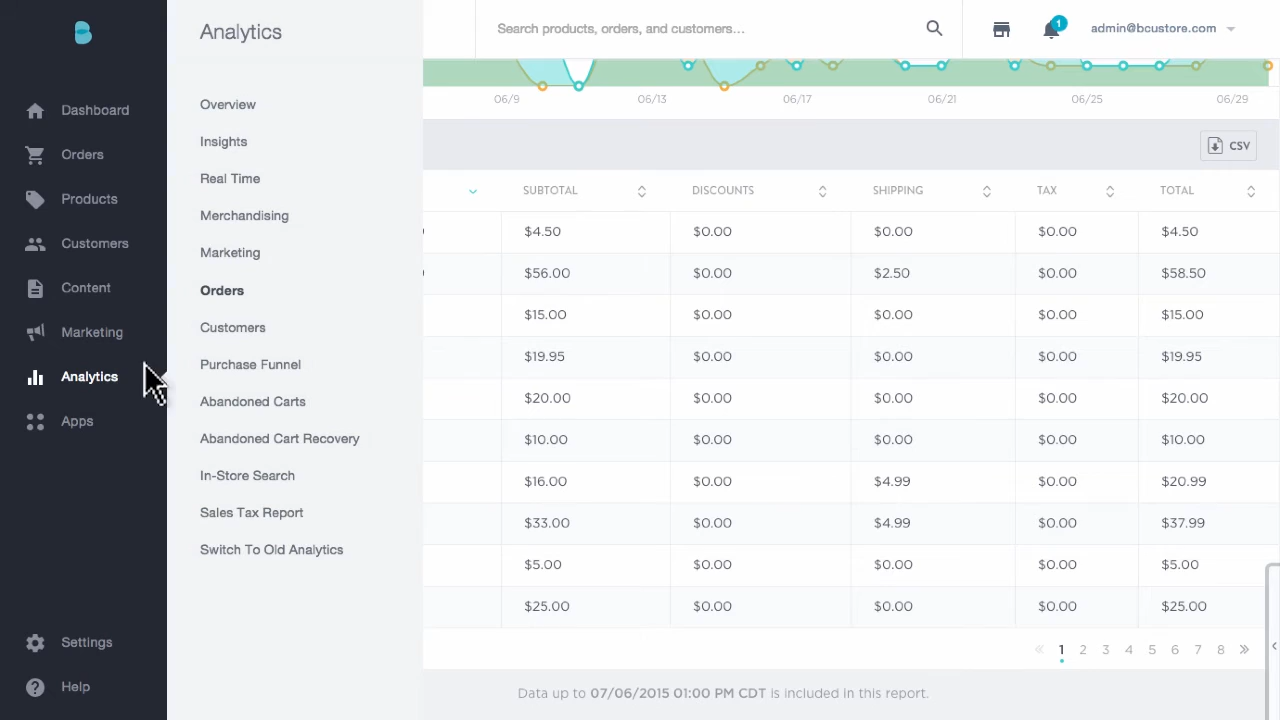 Analytics
Search products, orders, and customers...
1
admin@bcustore.com
Dashboard
Orders
Products
Customers
Content
Marketing
Analytics
Apps
Settings
Help
Overview
Insights
Real Time
Merchandising
Marketing
Orders
Customers
Purchase Funnel
Abandoned Carts
Abandoned Cart Recovery
In-Store Search
Sales Tax Report
Switch To Old Analytics
06/9 06/13 06/17 06/21 06/25 06/29
CSV
SUBTOTAL DISCOUNTS SHIPPING TAX TOTAL
$4.50 $0.00 $0.00 $0.00 $4.50
$56.00 $0.00 $2.50 $0.00 $58.50
$15.00 $0.00 $0.00 $0.00 $15.00
$19.95 $0.00 $0.00 $0.00 $19.95
$20.00 $0.00 $0.00 $0.00 $20.00
$10.00 $0.00 $0.00 $0.00 $10.00
$16.00 $0.00 $4.99 $0.00 $20.99
$33.00 $0.00 $4.99 $0.00 $37.99
$5.00 $0.00 $0.00 $0.00 $5.00
$25.00 $0.00 $0.00 $0.00 $25.00
« 1 2 3 4 5 6 7 8 »
Data up to 07/06/2015 01:00 PM CDT is included in this report.